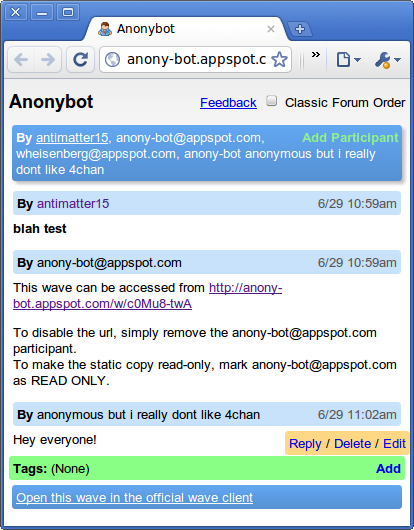 Anonybot
anony-bot.appspot.c
»
Anonybot
Feedback Classic Forum Order
By antimatter15, anony-bot@appspot.com, Add Participant
wheisenberg@appspot.com, anony-bot anonymous but i really
dont like 4chan
By antimatter15 6/29 10:59am
blah test
By anony-bot@appspot.com 6/29 10:59am
This wave can be accessed from http://anony-
bot.appspot.com/w/c0Mu8-twA
To disable the url, simply remove the anony-bot@appspot.com
participant.
To make the static copy read-only, mark anony-bot@appspot.com
as READ ONLY.
By anonymous but i really dont like 4chan 6/29 11:02am
Hey everyone!
Reply / Delete / Edit
Tags: (None) Add
Open this wave in the official wave client